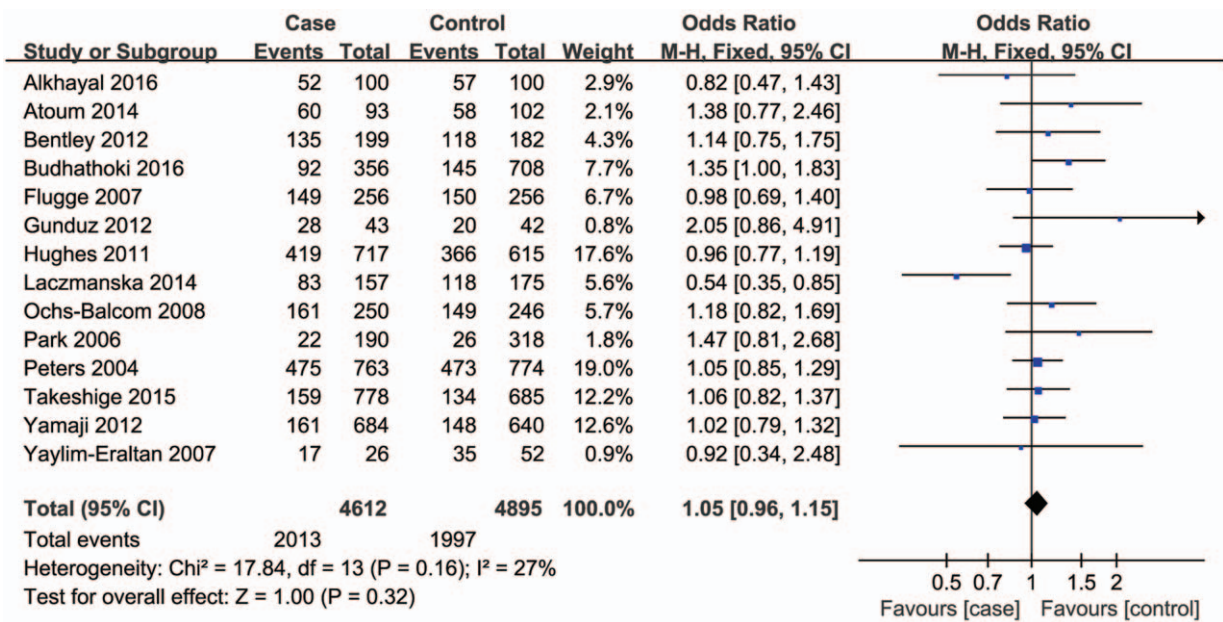 Case Control Odds Ratio Odds Ratio
Study or Subgroup Events Total Events Total Weight M-H, Fixed, 95% CI M-H, Fixed, 95% CI
Alkhayal 2016 52 100 57 100 2.9% 0.82 [0.47, 1.43]
Atoum 2014 60 93 58 102 2.1% 1.38 [0.77, 2.46]
Bentley 2012 135 199 118 182 4.3% 1.14 [0.75, 1.75]
Budhathoki 2016 92 356 145 708 7.7% 1.35 [1.00, 1.83]
Flugge 2007 149 256 150 256 6.7% 0.98 [0.69, 1.40]
Gunduz 2012 28 43 20 42 0.8% 2.05 [0.86, 4.91]
Hughes 2011 419 717 366 615 17.6% 0.96 [0.77, 1.19]
Laczmanska 2014 83 157 118 175 5.6% 0.54 [0.35, 0.85]
Ochs-Balcom 2008 161 250 149 246 5.7% 1.18 [0.82, 1.69]
Park 2006 22 190 26 318 1.8% 1.47 [0.81, 2.68]
Peters 2004 475 763 473 774 19.0% 1.05 [0.85, 1.29]
Takeshige 2015 159 778 134 685 12.2% 1.06 [0.82, 1.37]
Yamaji 2012 161 684 148 640 12.6% 1.02 [0.79, 1.32]
Yaylim-Eraltan 2007 17 26 35 52 0.9% 0.92 [0.34, 2.48]
Total (95% CI) 4612 4895 100.0% 1.05 [0.96, 1.15]
Total events 2013 1997
Heterogeneity: Chi² = 17.84, df = 13 (P = 0.16); I² = 27%
Test for overall effect: Z = 1.00 (P = 0.32)
0.5 0.7 1 1.5 2
Favours [case] Favours [control]